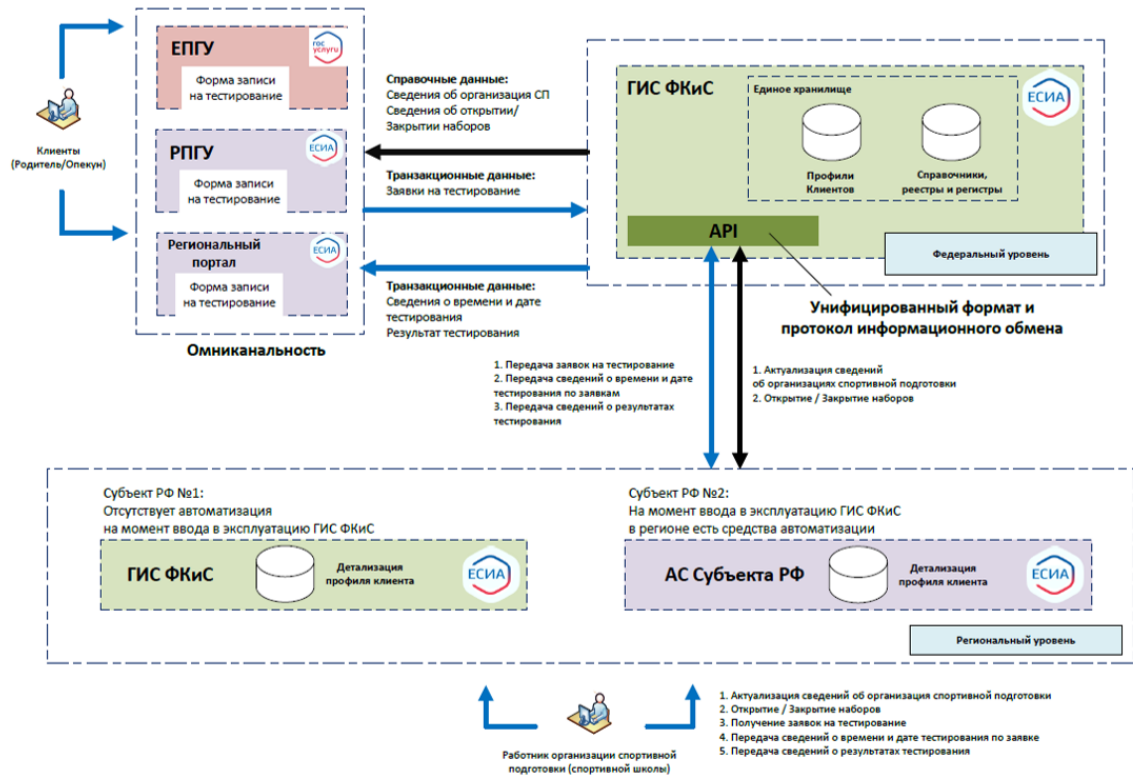 ЕПГУ
гос
услуги
Форма записи
на тестирование
Клиенты
(Родитель/Опекун)
РПГУ
ЕСИА
Форма записи
на тестирование
Региональный
портал
ЕСИА
Форма записи
на тестирование
Омниканальность
Справочные данные:
Сведения об организация СП
Сведения об открытии/
Закрытии наборов
Транзакционные данные:
Заявки на тестирование
Транзакционные данные:
Сведения о времени и дате
тестирования
Результат тестирования
ГИС ФКиС
Единое хранилище
ЕСИА
Профили
Клиентов
Справочники,
реестры и регистры
API
Федеральный уровень
Унифицированный формат и
протокол информационного обмена
1. Передача заявок на тестирование
2. Передача сведений о времени и дате
тестирования по заявкам
3. Передача сведений о результатах
тестирования
1. Актуализация сведений
об организациях спортивной подготовки
2. Открытие / Закрытие наборов
Субъект РФ №1:
Отсутствует автоматизация
на момент ввода в эксплуатацию ГИС ФКиС
ГИС ФКиС
Детализация
профиля клиента
ЕСИА
Субъект РФ №2:
На момент ввода в эксплуатацию ГИС ФКиС
в регионе есть средства автоматизации
АС Субъекта РФ
Детализация
профиля клиента
ЕСИА
Региональный уровень
Работник организации спортивной
подготовки (спортивной школы)
1. Актуализация сведений об организация спортивной подготовки
2. Открытие / Закрытие наборов
3. Получение заявок на тестирование
4. Передача сведений о времени и дате тестирования по заявке
5. Передача сведений о результатах тестирования